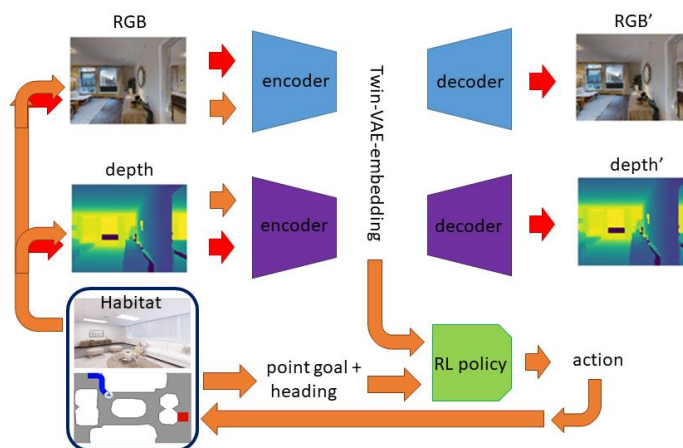 RGB
RGB’
encoder
decoder
Twin-VAE-embedding
depth
depth’
encoder
decoder
Habitat
point goal +
heading
RL policy
action